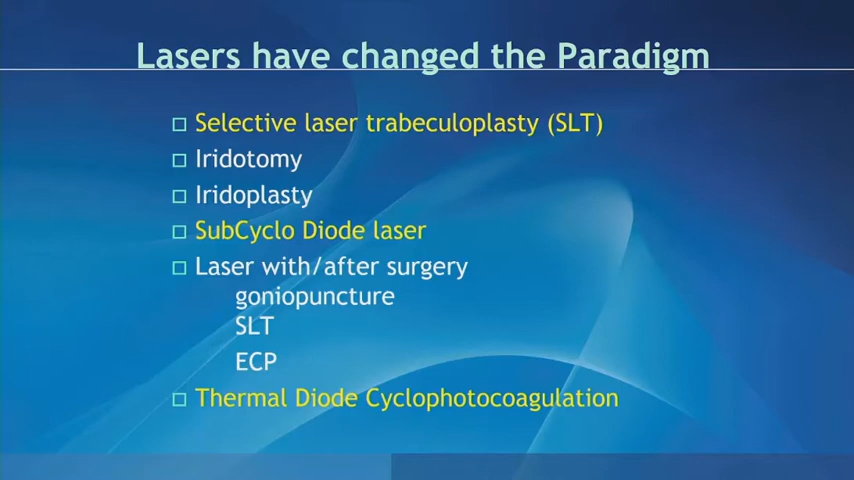 Lasers have changed the Paradigm
Selective laser trabeculoplasty (SLT)
Iridotomy
Iridoplasty
SubCyclo Diode laser
Laser with/after surgery
goniopuncture
SLT
ECP
Thermal Diode Cyclophotocoagulation